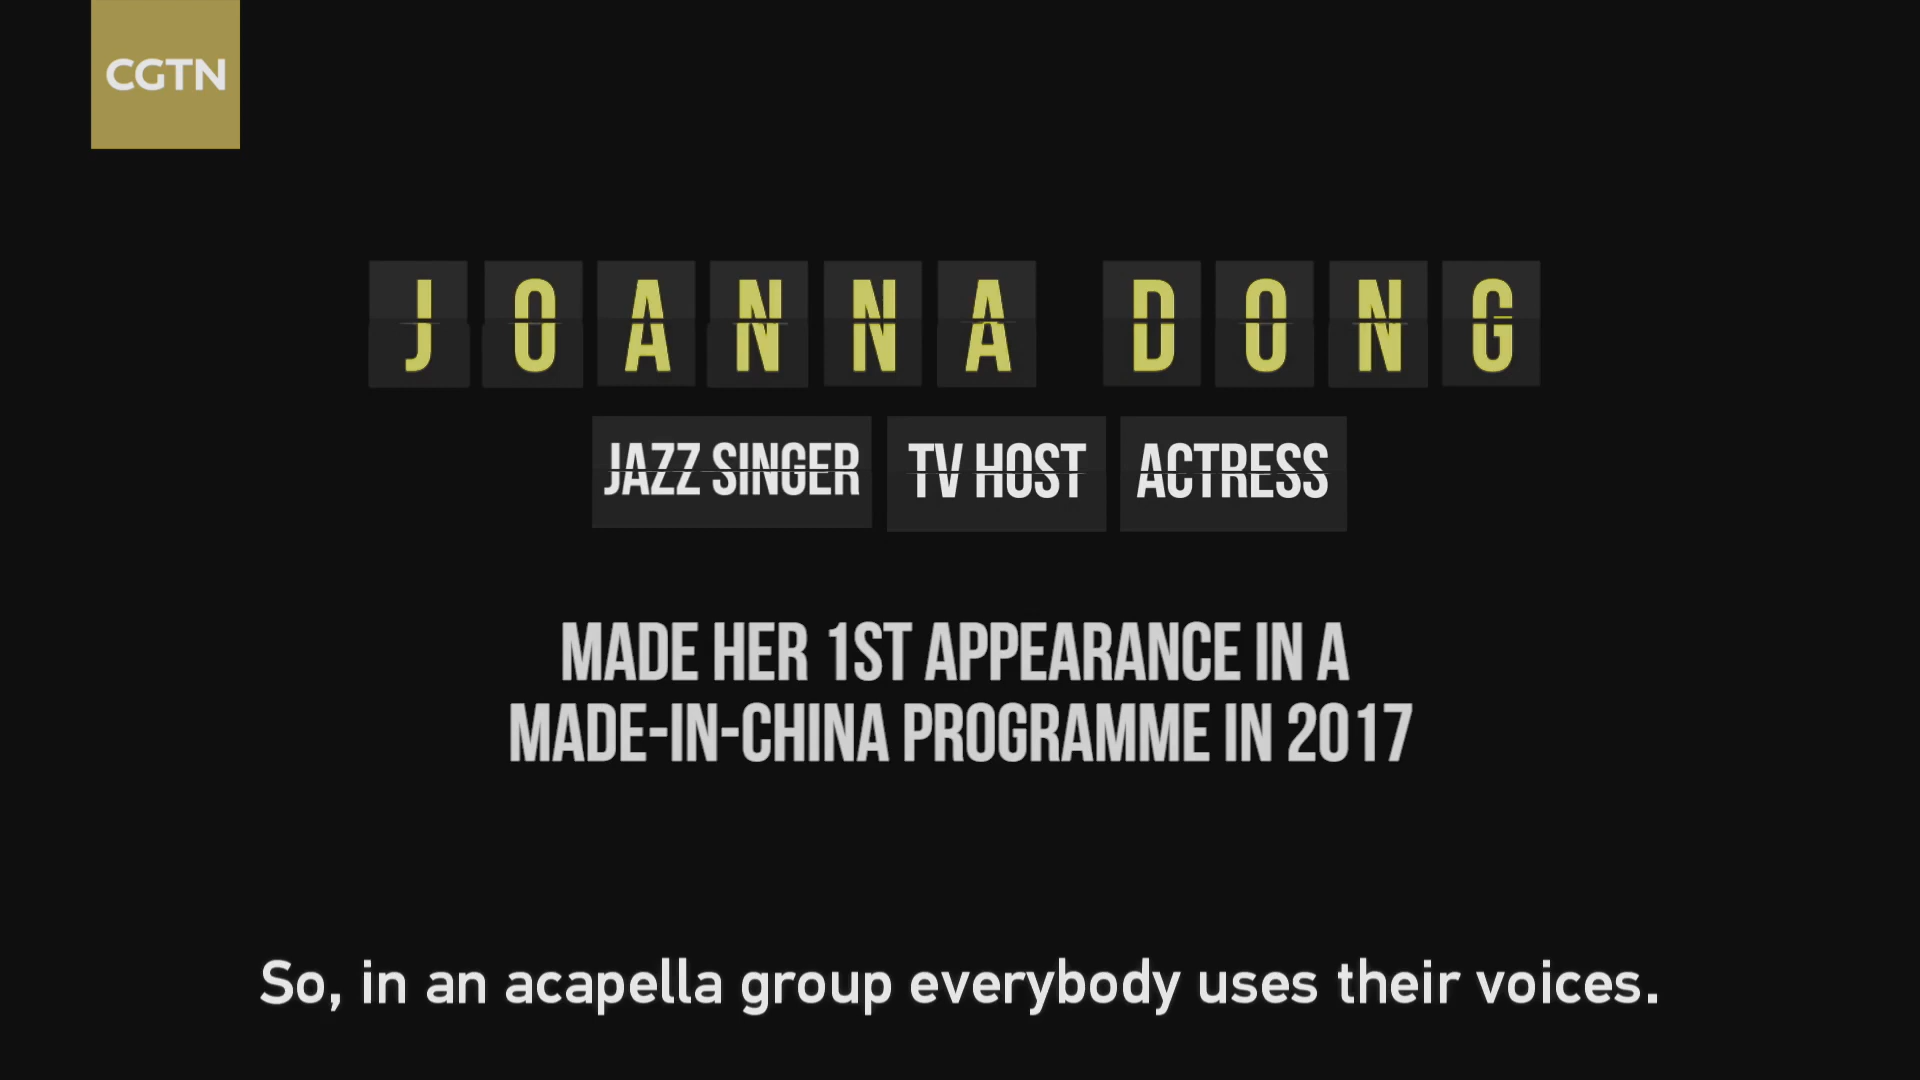 CGTN
JOANNA DONG
JAZZ SINGER TV HOST ACTRESS
MADE HER 1ST APPEARANCE IN A
MADE-IN-CHINA PROGRAMME IN 2017
So, in an acapella group everybody uses their voices.